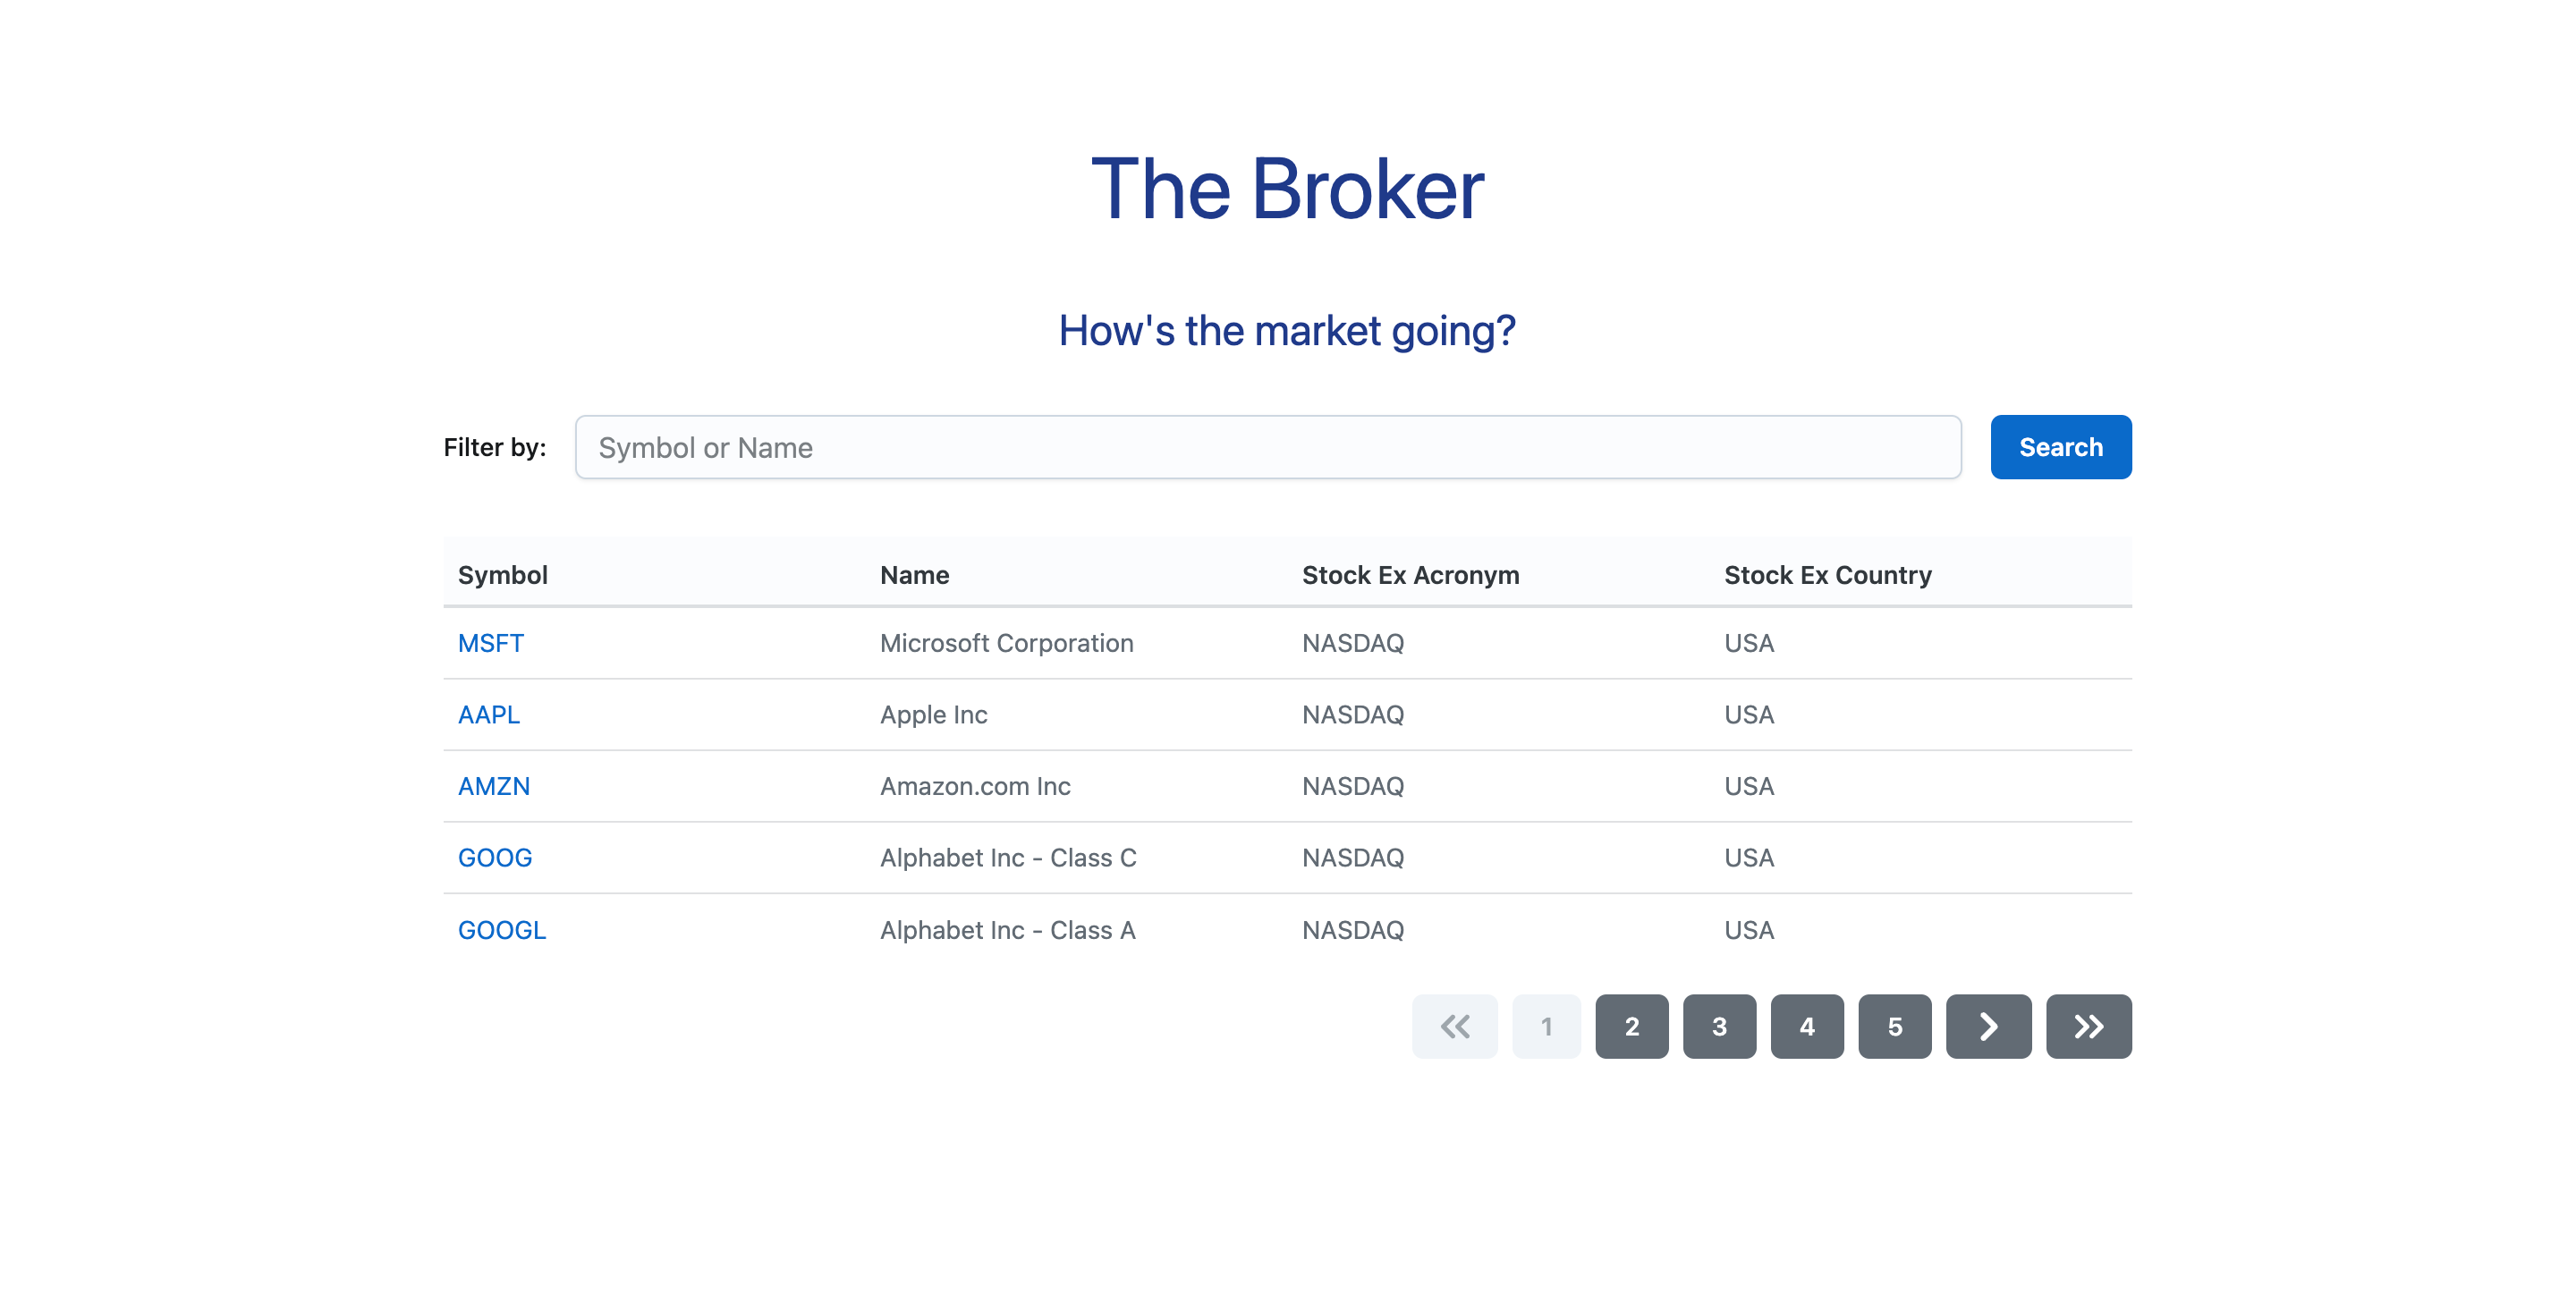 The Broker
How's the market going?
Filter by: Symbol or Name Search
Symbol Name Stock Ex Acronym Stock Ex Country
MSFT Microsoft Corporation NASDAQ USA
AAPL Apple Inc NASDAQ USA
AMZN Amazon.com Inc NASDAQ USA
GOOG Alphabet Inc - Class C NASDAQ USA
GOOGL Alphabet Inc - Class A NASDAQ USA
« 1 2 3 4 5 › »